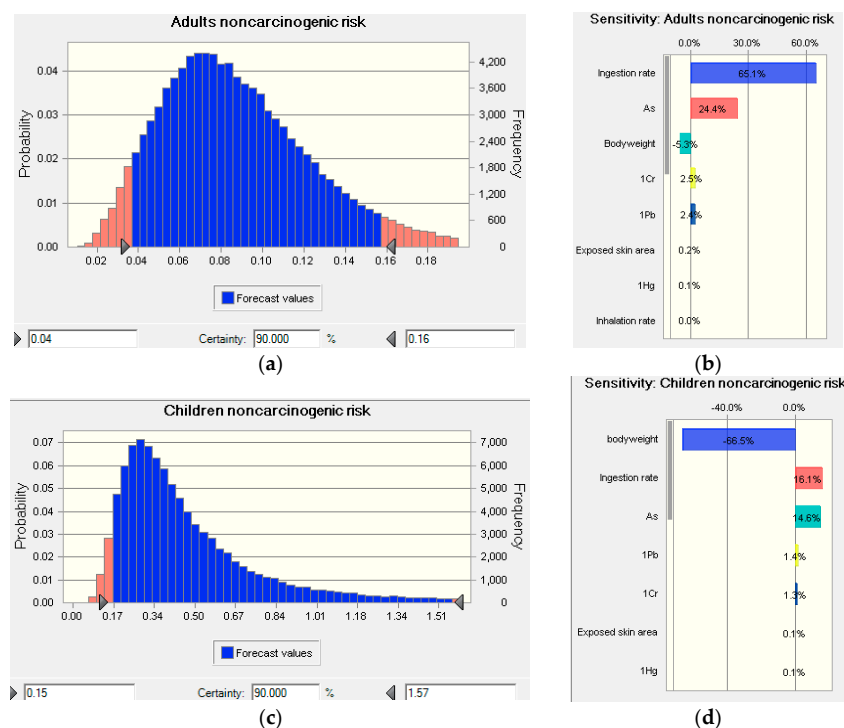 Adults noncarcinogenic risk
0.04
0.03
0.02
0.01
0.00
Probability
4,200
3,600
3,000
2,400
1,800
1,200
600
0
Frequency
0.02 0.04 0.06 0.08 0.10 0.12 0.14 0.16 0.18
Forecast values
0.04 Certainty: 90.000 % 0.16
(a)
Sensitivity: Adults noncarcinogenic risk
0.0% 30.0% 60.0%
Ingestion rate 65.1%
As 24.4%
Bodyweight -5.3%
1Cr 2.5%
1Pb 2.4%
Exposed skin area 0.2%
1Hg 0.1%
Inhalation rate 0.0%
(b)
Children noncarcinogenic risk
0.07
0.06
0.05
0.04
0.03
0.02
0.01
0.00
Probability
7,000
6,000
5,000
4,000
3,000
2,000
1,000
0
Frequency
0.00 0.17 0.34 0.50 0.67 0.84 1.01 1.18 1.34 1.51
Forecast values
0.15 Certainty: 90.000 % 1.57
(c)
Sensitivity: Children noncarcinogenic risk
-40.0% 0.0%
bodyweight -66.5%
Ingestion rate 16.1%
As 14.6%
1Pb 1.4%
1Cr 1.3%
Exposed skin area 0.1%
1Hg 0.1%
(d)